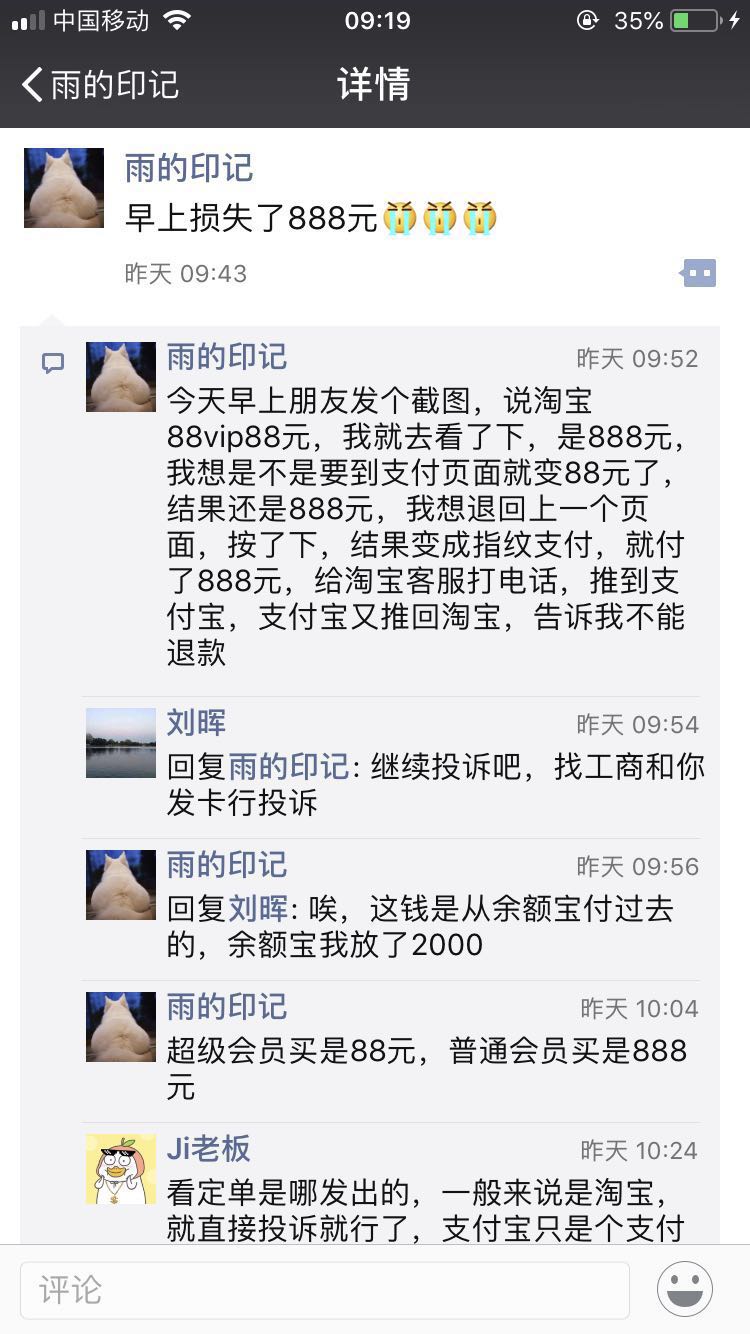 中国移动 09:19 35%
雨的印记 详情
雨的印记
早上损失了888元😭😭😭
昨天 09:43
雨的印记 昨天 09:52
今天早上朋友发个截图，说淘宝
88vip88元，我就去看了下，是888元，
我想是不是要到支付页面就变88元了，
结果还是888元，我想退回上一个页
面，按了下，结果变成指纹支付，就付
了888元，给淘宝客服打电话，推到支
付宝，支付宝又推回淘宝，告诉我不能
退款
刘晖 昨天 09:54
回复雨的印记: 继续投诉吧，找工商和你
发卡行投诉
雨的印记 昨天 09:56
回复刘晖: 唉，这钱是从余额宝付过去
的，余额宝我放了2000
雨的印记 昨天 10:04
超级会员买是88元，普通会员买是888
元
Ji老板 昨天 10:24
看定单是哪发出的，一般来说是淘宝，
就直接投诉就行了，支付宝只是个支付
评论